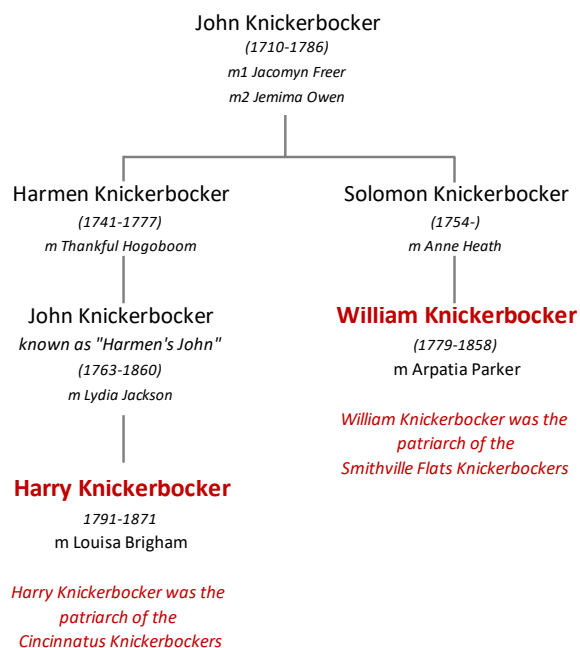 John Knickerbocker
(1710-1786)
m1 Jacomyn Freer
m2 Jemima Owen
Harmen Knickerbocker
(1741-1777)
m Thankful Hogoboom
John Knickerbocker
known as "Harmen's John"
(1763-1860)
m Lydia Jackson
Harry Knickerbocker
1791-1871
m Louisa Brigham
Harry Knickerbocker was the
patriarch of the
Cincinnatus Knickerbockers
Solomon Knickerbocker
(1754-)
m Anne Heath
William Knickerbocker
(1779-1858)
m Arpatia Parker
William Knickerbocker was the
patriarch of the
Smithville Flats Knickerbockers